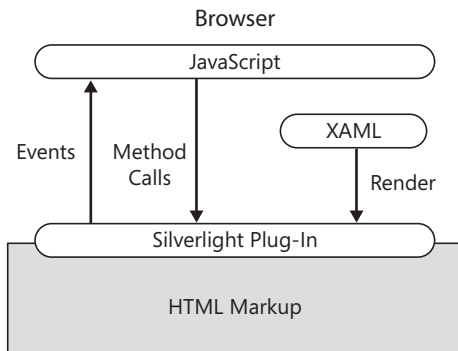 Browser
JavaScript
XAML
Events
Method
Calls
Render
Silverlight Plug-In
HTML Markup